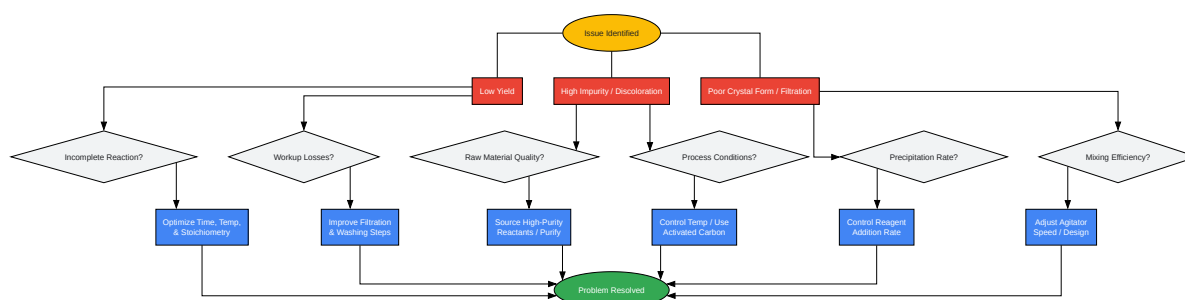 Issue Identified
Low Yield
High Impurity / Discoloration
Poor Crystal Form / Filtration
Incomplete Reaction?
Workup Losses?
Raw Material Quality?
Process Conditions?
Precipitation Rate?
Mixing Efficiency?
Optimize Time, Temp,
& Stoichiometry
Improve Filtration
& Washing Steps
Source High-Purity
Reactants / Purify
Control Temp / Use
Activated Carbon
Control Reagent
Addition Rate
Adjust Agitator
Speed / Design
Problem Resolved